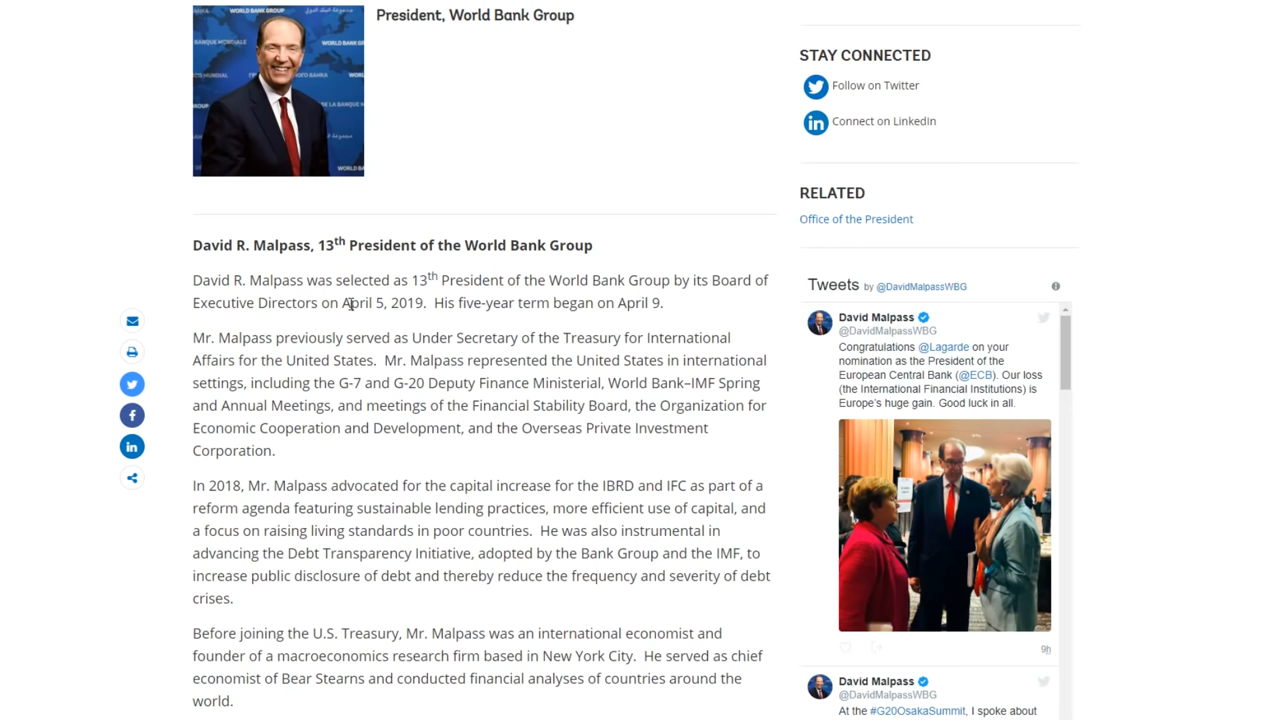 WORLD BANK GROUP
BANQUE MONDIALE
WORLD BANK GR
GROUP
DE LA BANQUE M
WORLD BA
President, World Bank Group
STAY CONNECTED
Follow on Twitter
Connect on LinkedIn
RELATED
Office of the President
David R. Malpass, 13th President of the World Bank Group
David R. Malpass was selected as 13th President of the World Bank Group by its Board of
Executive Directors on April 5, 2019. His five-year term began on April 9.
Mr. Malpass previously served as Under Secretary of the Treasury for International
Affairs for the United States. Mr. Malpass represented the United States in international
settings, including the G-7 and G-20 Deputy Finance Ministerial, World Bank–IMF Spring
and Annual Meetings, and meetings of the Financial Stability Board, the Organization for
Economic Cooperation and Development, and the Overseas Private Investment
Corporation.
In 2018, Mr. Malpass advocated for the capital increase for the IBRD and IFC as part of a
reform agenda featuring sustainable lending practices, more efficient use of capital, and
a focus on raising living standards in poor countries. He was also instrumental in
advancing the Debt Transparency Initiative, adopted by the Bank Group and the IMF, to
increase public disclosure of debt and thereby reduce the frequency and severity of debt
crises.
Before joining the U.S. Treasury, Mr. Malpass was an international economist and
founder of a macroeconomics research firm based in New York City. He served as chief
economist of Bear Stearns and conducted financial analyses of countries around the
world.
Tweets by @DavidMalpassWBG
David Malpass
@DavidMalpassWBG
Congratulations @Lagarde on your
nomination as the President of the
European Central Bank (@ECB). Our loss
(the International Financial Institutions) is
Europe's huge gain. Good luck in all.
9h
David Malpass
@DavidMalpassWBG
At the #G20OsakaSummit, I spoke about